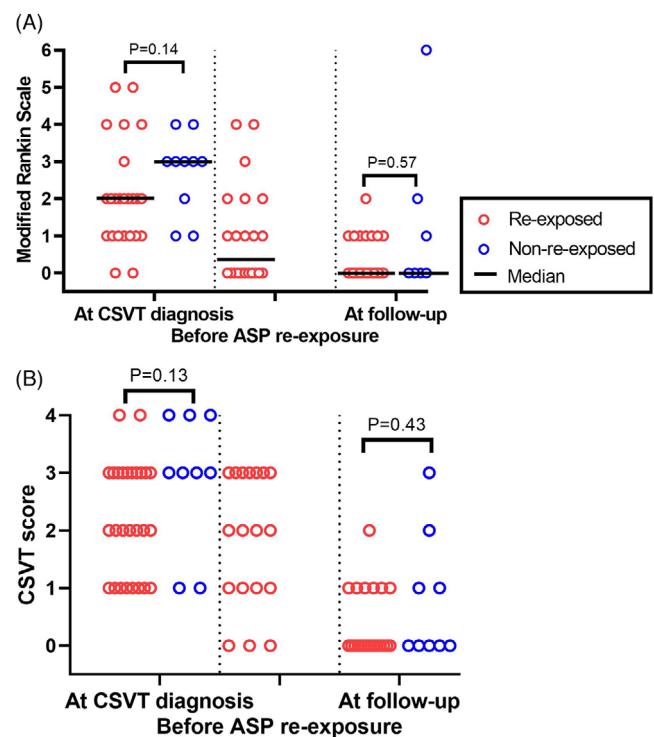 (A)
P=0.14
P=0.57
Modified Rankin Scale
6
5
4
3
2
1
0
Re-exposed
Non-re-exposed
Median
At CSVT diagnosis
At follow-up
Before ASP re-exposure
(B)
P=0.13
P=0.43
CSVT score
4
3
2
1
0
At CSVT diagnosis
At follow-up
Before ASP re-exposure